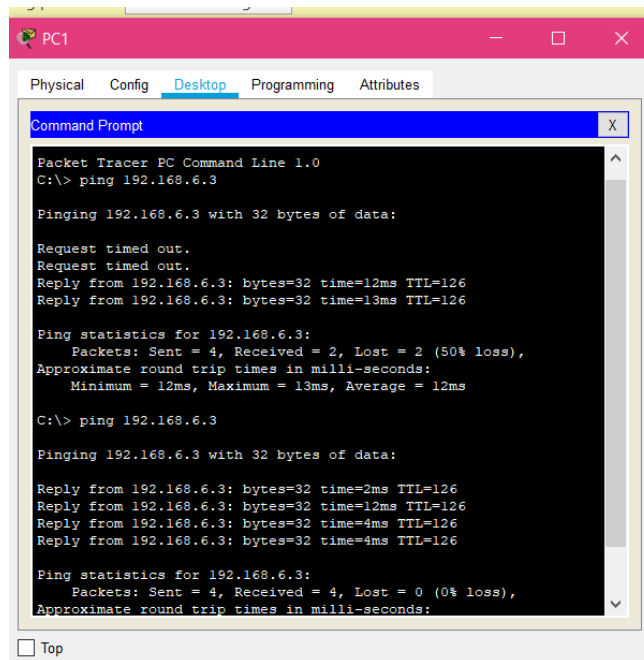 PC1
Physical Config Desktop Programming Attributes
Command Prompt X
Packet Tracer PC Command Line 1.0
C:\> ping 192.168.6.3
Pinging 192.168.6.3 with 32 bytes of data:
Request timed out.
Request timed out.
Reply from 192.168.6.3: bytes=32 time=12ms TTL=126
Reply from 192.168.6.3: bytes=32 time=13ms TTL=126
Ping statistics for 192.168.6.3:
Packets: Sent = 4, Received = 2, Lost = 2 (50% loss),
Approximate round trip times in milli-seconds:
Minimum = 12ms, Maximum = 13ms, Average = 12ms
C:\> ping 192.168.6.3
Pinging 192.168.6.3 with 32 bytes of data:
Reply from 192.168.6.3: bytes=32 time=2ms TTL=126
Reply from 192.168.6.3: bytes=32 time=12ms TTL=126
Reply from 192.168.6.3: bytes=32 time=4ms TTL=126
Reply from 192.168.6.3: bytes=32 time=4ms TTL=126
Ping statistics for 192.168.6.3:
Packets: Sent = 4, Received = 4, Lost = 0 (0% loss),
Approximate round trip times in milli-seconds:
Top